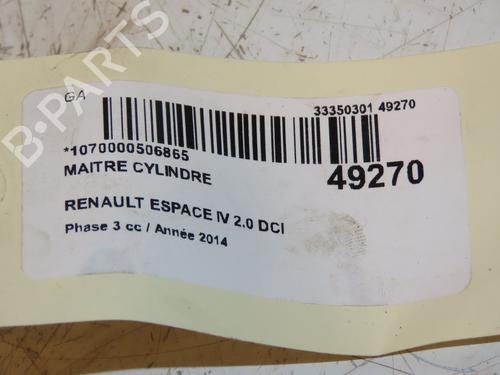 B-PARTS
GA
33350301 49270
*1070000506865
MAITRE CYLINDRE
49270
RENAULT ESPACE IV 2.0 DCI
Phase 3 cc / Année 2014